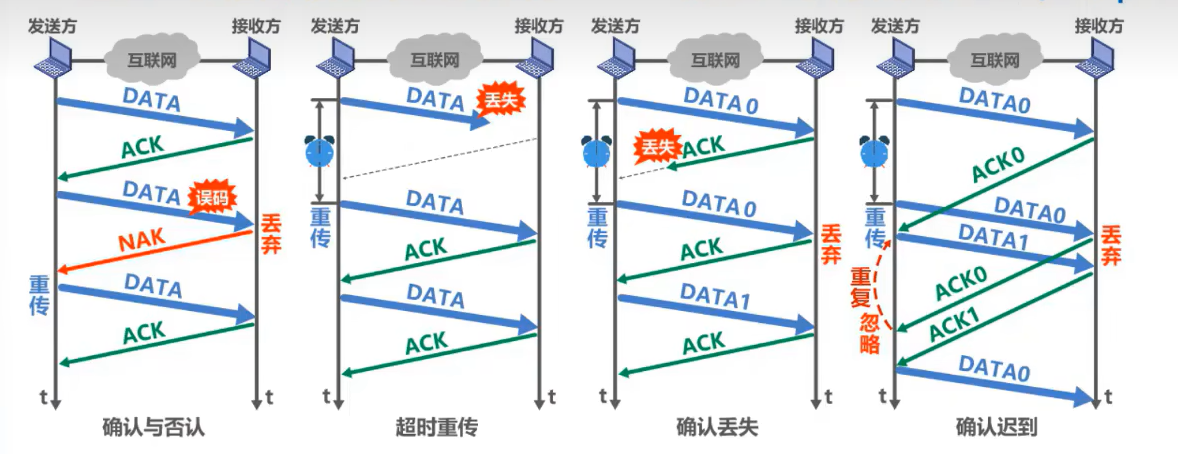 发送方
接收方
互联网
DATA
ACK
DATA
误码
NAK
丢弃
重传
DATA
ACK
t
t
确认与否认
发送方
接收方
互联网
DATA
丢失
重传
DATA
ACK
DATA
ACK
t
t
超时重传
发送方
接收方
互联网
DATA0
丢失
ACK
重传
DATA0
丢弃
ACK
DATA1
ACK
t
t
确认丢失
发送方
接收方
互联网
DATA0
ACK0
重传
DATA0
DATA1
丢弃
重复
忽略
ACK0
ACK1
DATA0
t
t
确认迟到